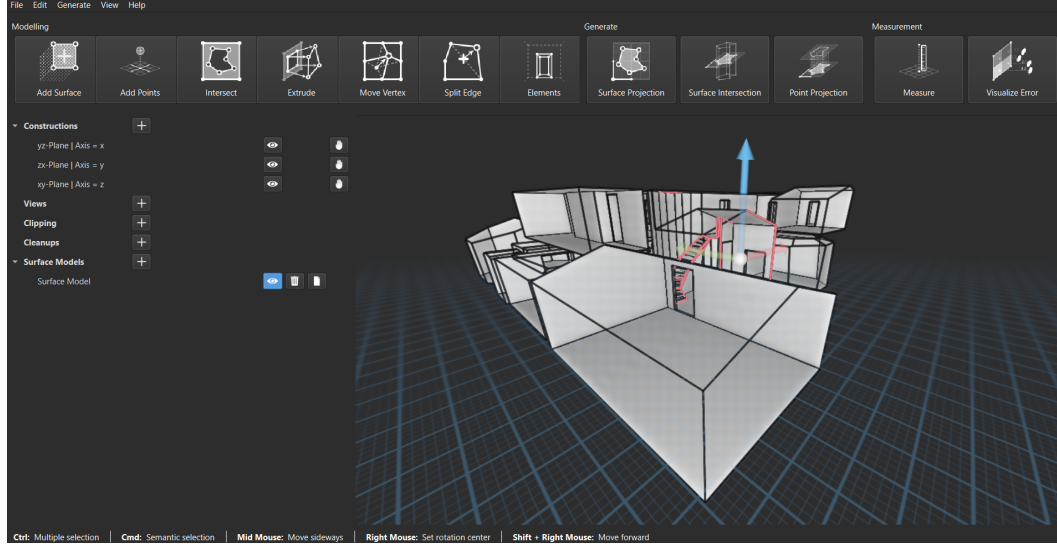 File Edit Generate View Help
Modelling Generate Measurement
Add Surface Add Points Intersect Extrude Move Vertex Split Edge Elements Surface Projection Surface Intersection Point Projection Measure Visualize Error
Constructions
yz-Plane | Axis = x
zx-Plane | Axis = y
xy-Plane | Axis = z
Views
Clipping
Cleanups
Surface Models
Surface Model
Ctrl: Multiple selection | Cmd: Semantic selection | Mid Mouse: Move sideways | Right Mouse: Set rotation center | Shift + Right Mouse: Move forward